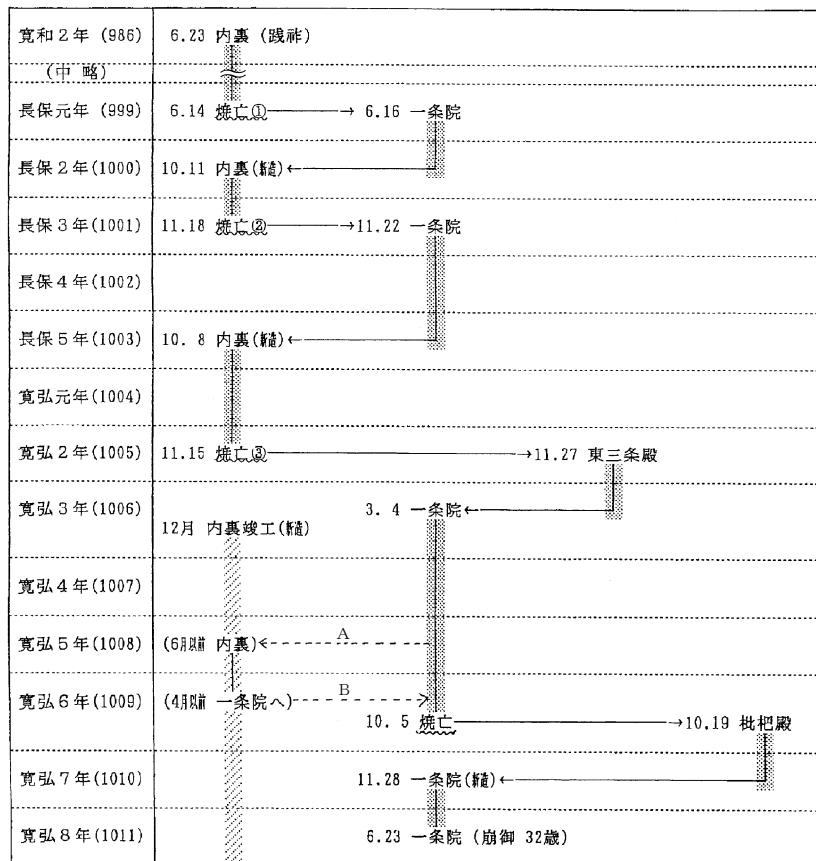 寛和2年 (986) 6.23 内裏 (践祚)
(中 略)
長保元年 (999) 6.14 焼亡① → 6.16 一条院
長保2年(1000) 10.11 内裏(新造) ←
長保3年(1001) 11.18 焼亡② → 11.22 一条院
長保4年(1002)
長保5年(1003) 10. 8 内裏(新造) ←
寛弘元年(1004)
寛弘2年(1005) 11.15 焼亡③ → 11.27 東三条殿
寛弘3年(1006) 3. 4 一条院 ←
12月 内裏竣工(新造)
寛弘4年(1007)
寛弘5年(1008) (6月以前 内裏) ← A
寛弘6年(1009) (4月以前 一条院へ) B →
10. 5 焼亡 → 10.19 枇杷殿
寛弘7年(1010) 11.28 一条院(新造) ←
寛弘8年(1011) 6.23 一条院 (崩御 32歳)